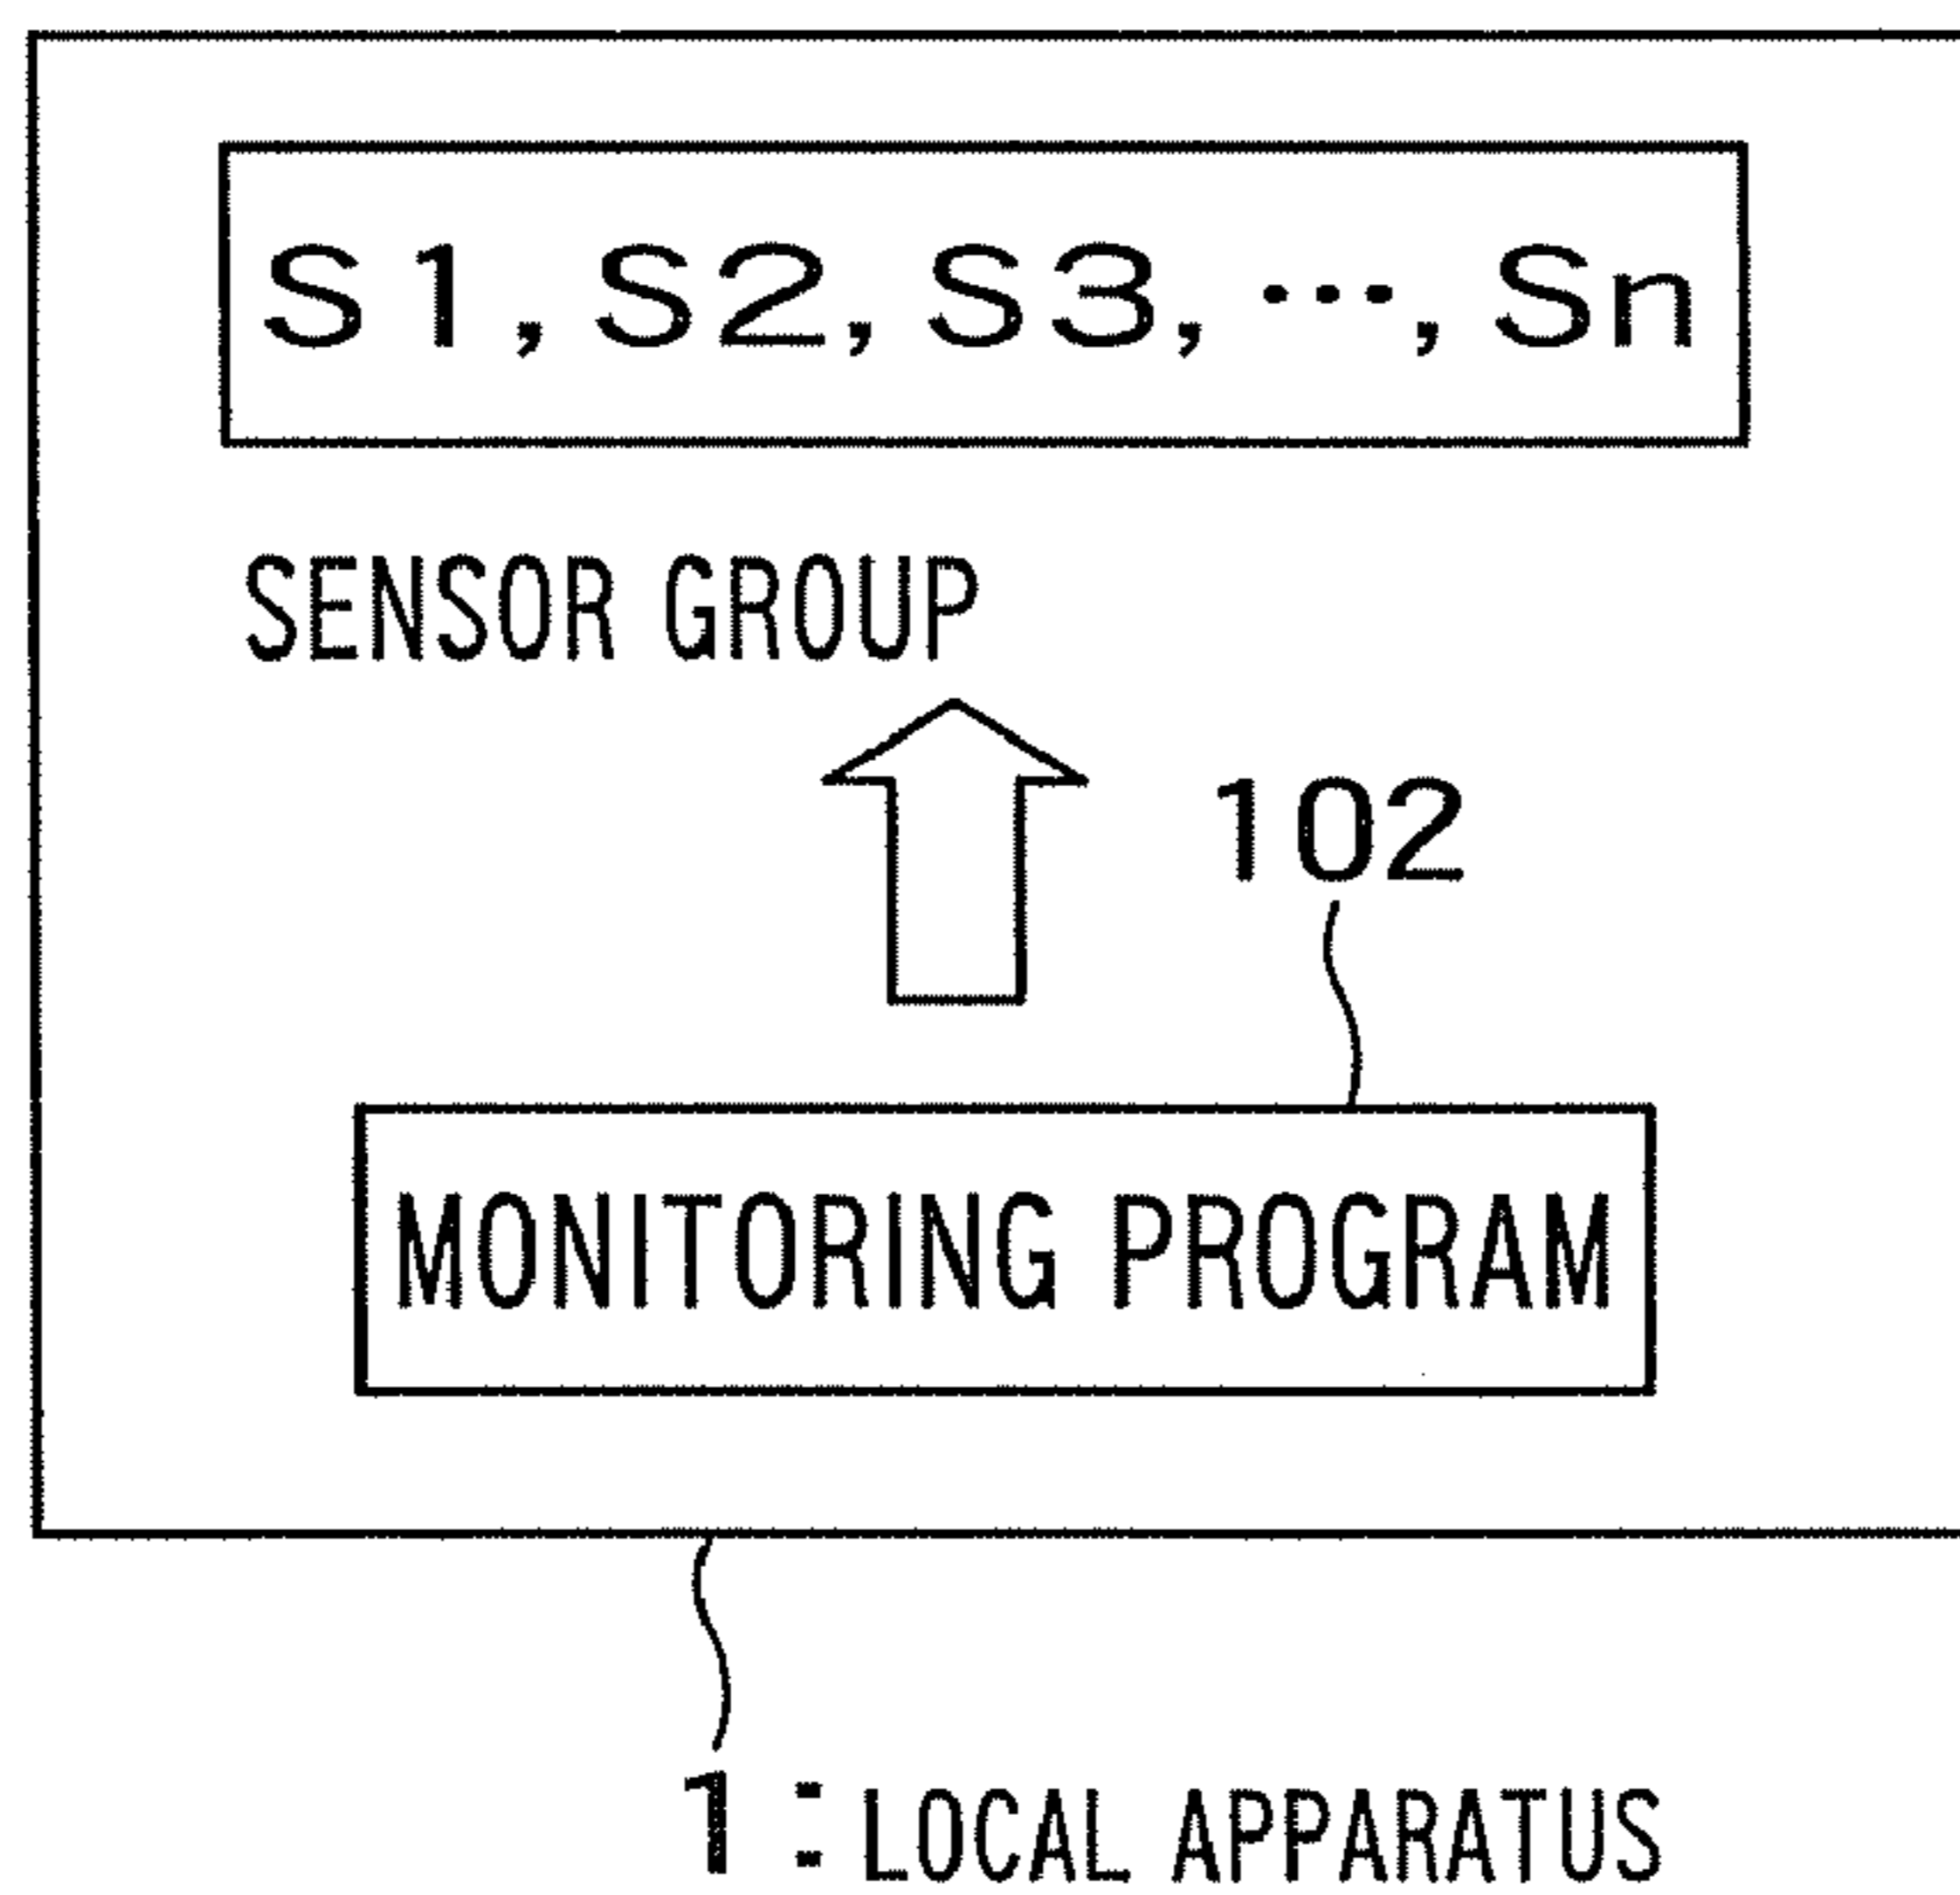 S1,S2,S3,…,Sn
SENSOR GROUP
102
MONITORING PROGRAM
1: LOCAL APPARATUS